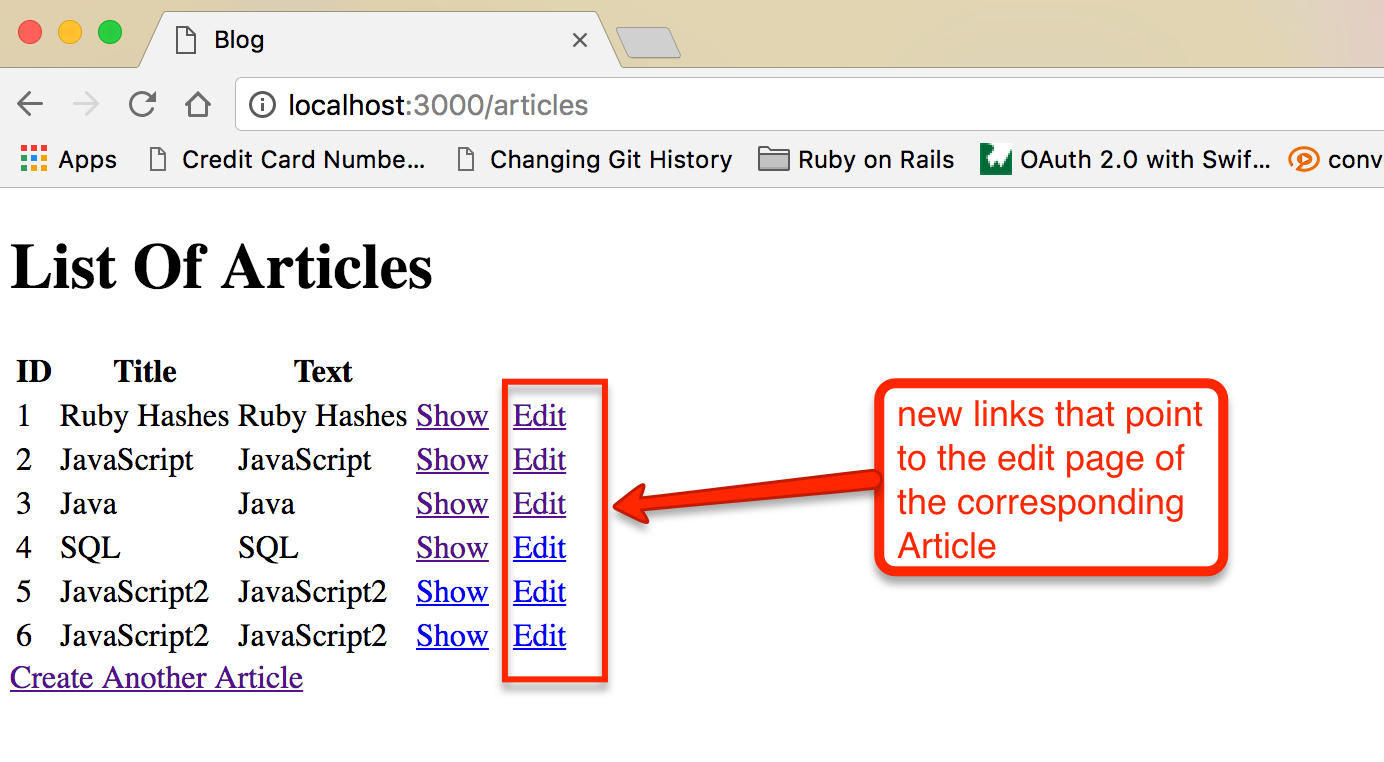 Blog
localhost:3000/articles
Apps Credit Card Numbe... Changing Git History Ruby on Rails OAuth 2.0 with Swif... conv
List Of Articles
ID Title Text
1 Ruby Hashes Ruby Hashes Show Edit
2 JavaScript JavaScript Show Edit
3 Java Java Show Edit
4 SQL SQL Show Edit
5 JavaScript2 JavaScript2 Show Edit
6 JavaScript2 JavaScript2 Show Edit
Create Another Article
new links that point
to the edit page of
the corresponding
Article